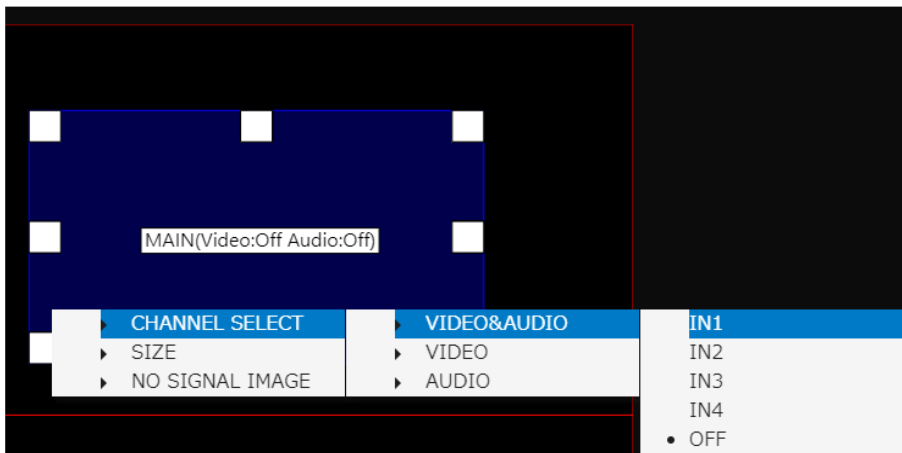 MAIN(Video:Off Audio:Off)
CHANNEL SELECT
SIZE
NO SIGNAL IMAGE
VIDEO&AUDIO
VIDEO
AUDIO
IN1
IN2
IN3
IN4
OFF